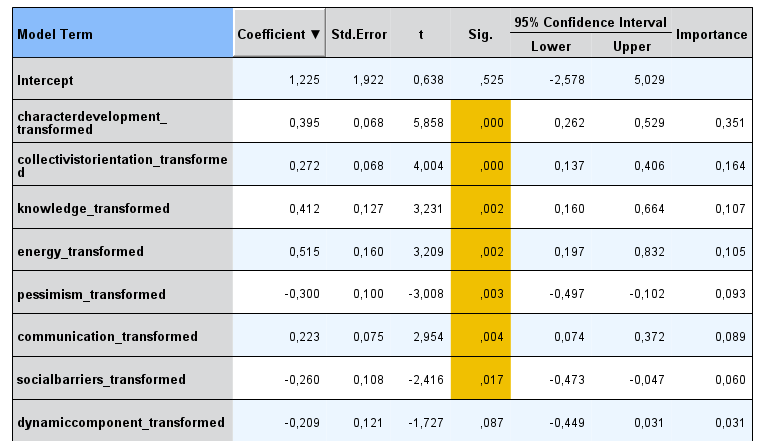 Model Term Coefficient ▼ Std.Error t Sig. 95% Confidence Interval Importance
Lower Upper
Intercept 1,225 1,922 0,638 ,525 -2,578 5,029
characterdevelopment_
transformed 0,395 0,068 5,858 ,000 0,262 0,529 0,351
collectivistorientation_transforme
d 0,272 0,068 4,004 ,000 0,137 0,406 0,164
knowledge_transformed 0,412 0,127 3,231 ,002 0,160 0,664 0,107
energy_transformed 0,515 0,160 3,209 ,002 0,197 0,832 0,105
pessimism_transformed -0,300 0,100 -3,008 ,003 -0,497 -0,102 0,093
communication_transformed 0,223 0,075 2,954 ,004 0,074 0,372 0,089
socialbarriers_transformed -0,260 0,108 -2,416 ,017 -0,473 -0,047 0,060
dynamiccomponent_transformed -0,209 0,121 -1,727 ,087 -0,449 0,031 0,031